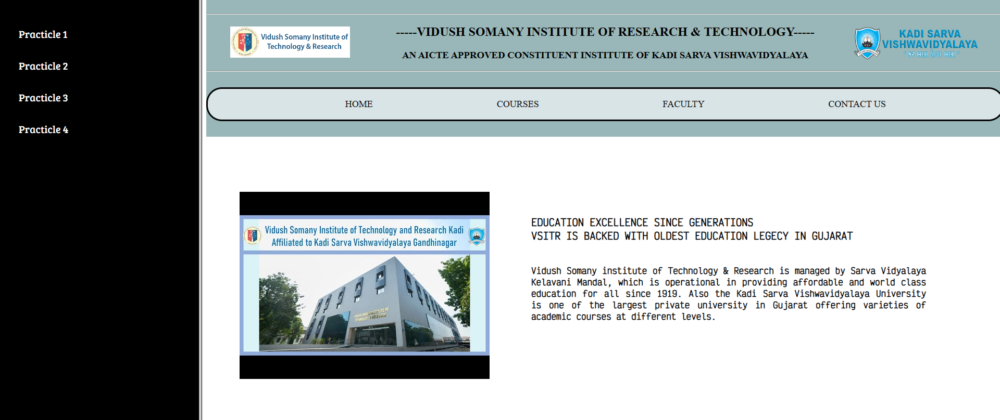 Practicle 1
Practicle 2
Practicle 3
Practicle 4
Vidush Somany Institute of
Technology & Research
-----VIDUSH SOMANY INSTITUTE OF RESEARCH & TECHNOLOGY-----
AN AICTE APPROVED CONSTITUENT INSTITUTE OF KADI SARVA VISHWAVIDYALAYA
KADI SARVA
VISHWAVIDYALAYA
HOME
COURSES
FACULTY
CONTACT US
Vidush Somany Institute of Technology and Research Kadi
Affiliated to Kadi Sarva Vishwavidyalaya Gandhinagar
EDUCATION EXCELLENCE SINCE GENERATIONS
VSITR IS BACKED WITH OLDEST EDUCATION LEGECY IN GUJARAT
Vidush Somany institute of Technology & Research is managed by Sarva Vidyalaya
Kelavani Mandal, which is operational in providing affordable and world class
education for all since 1919. Also the Kadi Sarva Vishwavidyalaya University
is one of the largest private university in Gujarat offering varieties of
academic courses at different levels.